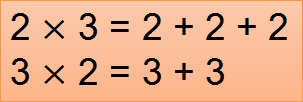 2 × 3 = 2 + 2 + 2
3 × 2 = 3 + 3